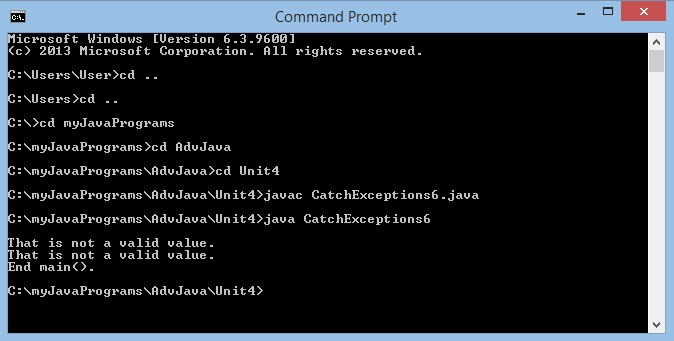 Command Prompt
Microsoft Windows [Version 6.3.9600]
(c) 2013 Microsoft Corporation. All rights reserved.
C:\Users\User>cd ..
C:\Users>cd ..
C:\>cd myJavaPrograms
C:\myJavaPrograms>cd AdvJava
C:\myJavaPrograms\AdvJava>cd Unit4
C:\myJavaPrograms\AdvJava\Unit4>javac CatchExceptions6.java
C:\myJavaPrograms\AdvJava\Unit4>java CatchExceptions6
That is not a valid value.
That is not a valid value.
End main().
C:\myJavaPrograms\AdvJava\Unit4>